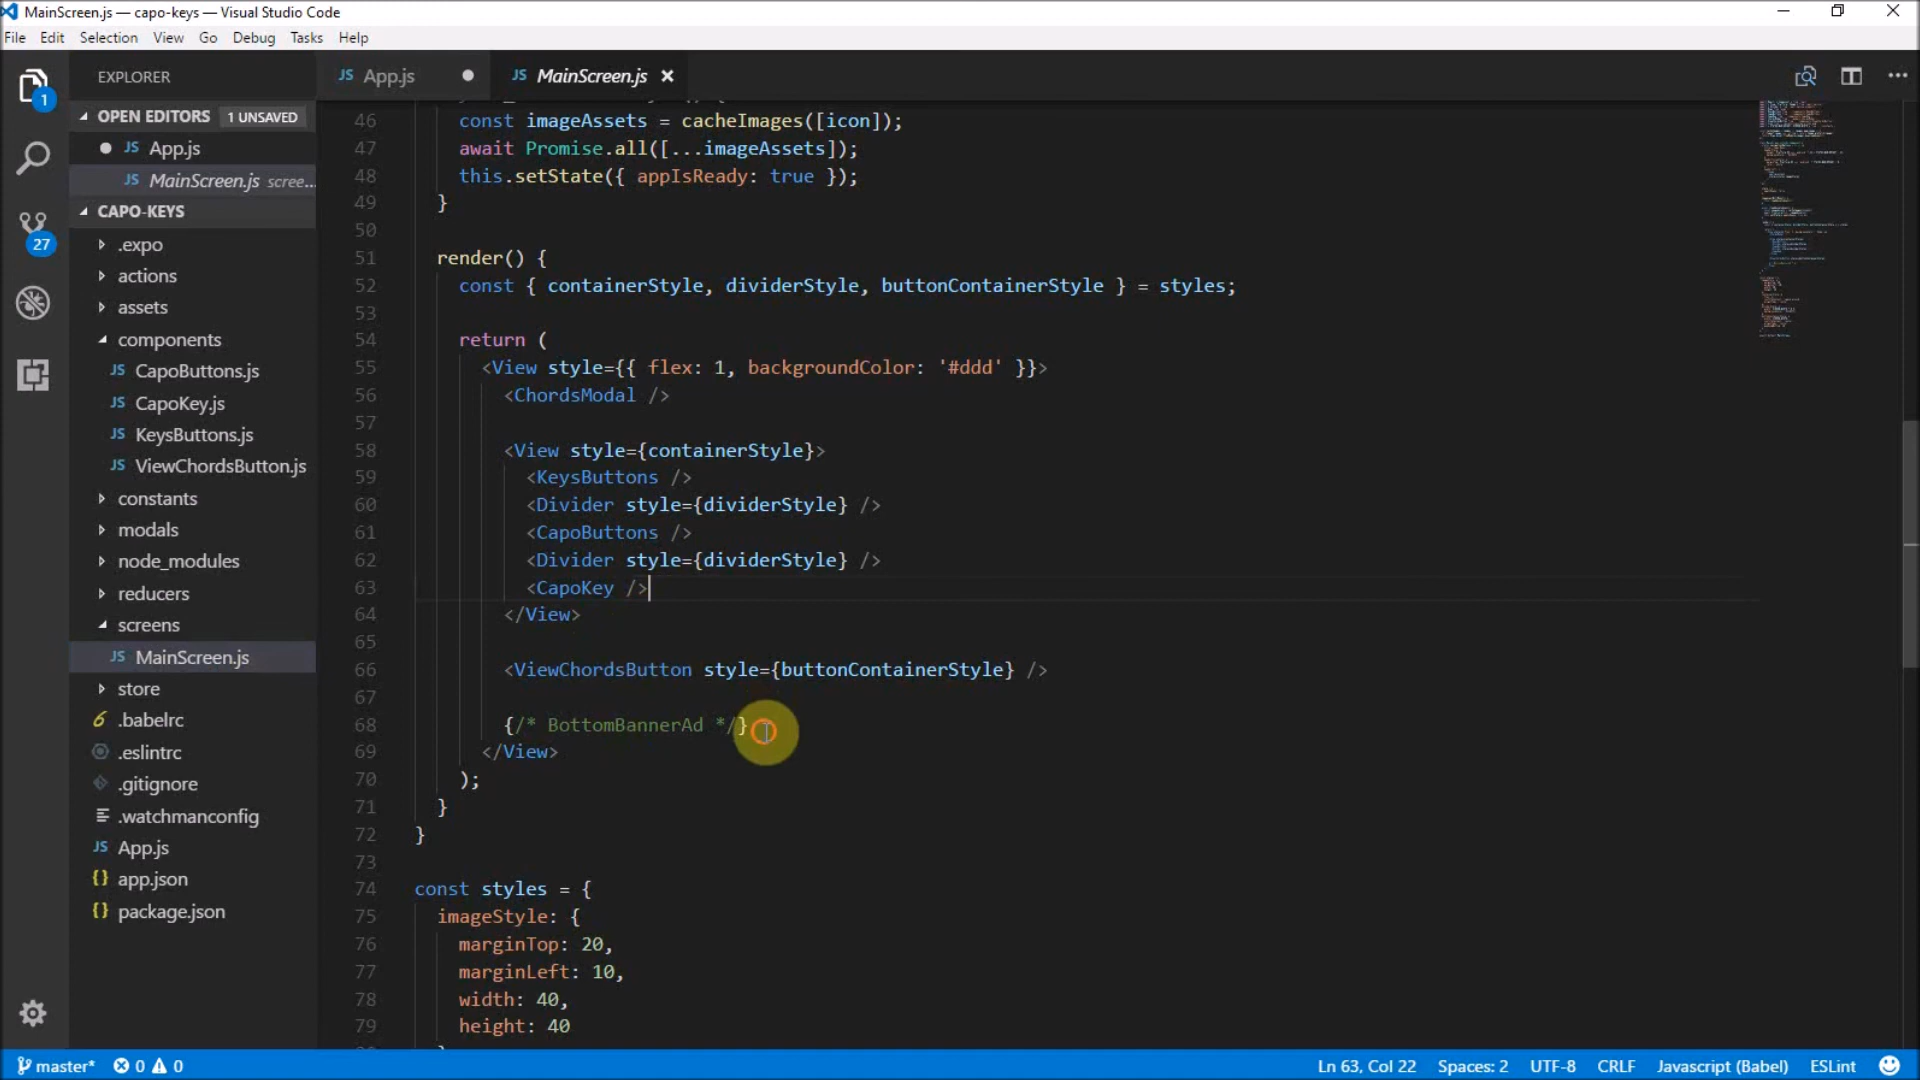 MainScreen.js — capo-keys — Visual Studio Code
File Edit Selection View Go Debug Tasks Help
EXPLORER
JS App.js
JS MainScreen.js
1
OPEN EDITORS 1 UNSAVED
JS App.js
JS MainScreen.js scree...
CAPO-KEYS
27
.expo
actions
assets
components
JS CapoButtons.js
JS CapoKey.js
JS KeysButtons.js
JS ViewChordsButton.js
constants
modals
node_modules
reducers
screens
JS MainScreen.js
store
6 .babelrc
.eslintrc
.gitignore
.watchmanconfig
JS App.js
{} app.json
{} package.json
46 const imageAssets = cacheImages([icon]);
47 await Promise.all([...imageAssets]);
48 this.setState({ appIsReady: true });
49 }
50
51 render() {
52 const { containerStyle, dividerStyle, buttonContainerStyle } = styles;
53
54 return (
55 <View style={{ flex: 1, backgroundColor: '#ddd' }}>
56 <ChordsModal />
57
58 <View style={containerStyle}>
59 <KeysButtons />
60 <Divider style={dividerStyle} />
61 <CapoButtons />
62 <Divider style={dividerStyle} />
63 <CapoKey />
64 </View>
65
66 <ViewChordsButton style={buttonContainerStyle} />
67
68 {/* BottomBannerAd */}
69 </View>
70 );
71 }
72 }
73
74 const styles = {
75 imageStyle: {
76 marginTop: 20,
77 marginLeft: 10,
78 width: 40,
79 height: 40
master* 0 0
Ln 63, Col 22 Spaces: 2 UTF-8 CRLF Javascript (Babel) ESLint